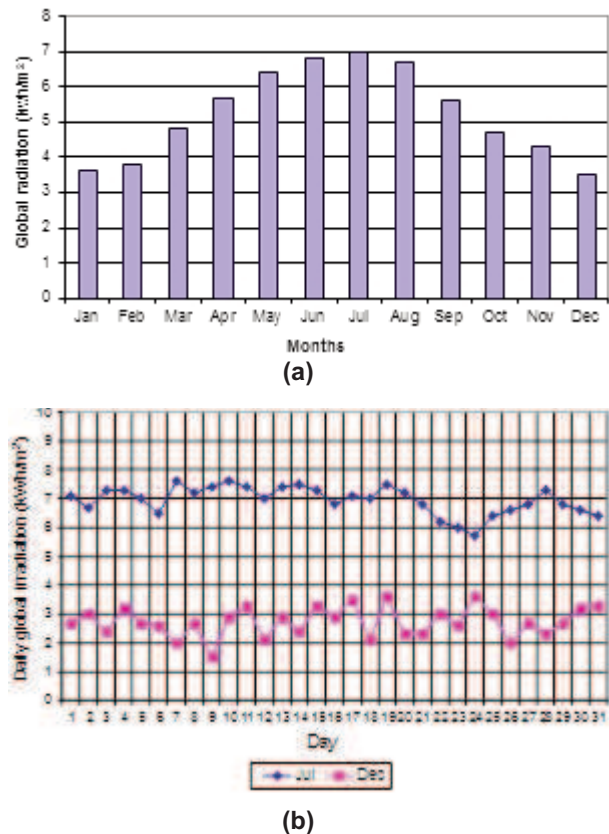 8
7
6
5
4
3
2
1
0
Global radiation (kWh/m²)
Jan Feb Mar Apr May Jun Jul Aug Sep Oct Nov Dec
Months
(a)
10
9
8
7
6
5
4
3
2
1
0
Daily global irradiation (kWh/m²)
1 2 3 4 5 6 7 8 9 10 11 12 13 14 15 16 17 18 19 20 21 22 23 24 25 26 27 28 29 30 31
Day
Jul Dec
(b)